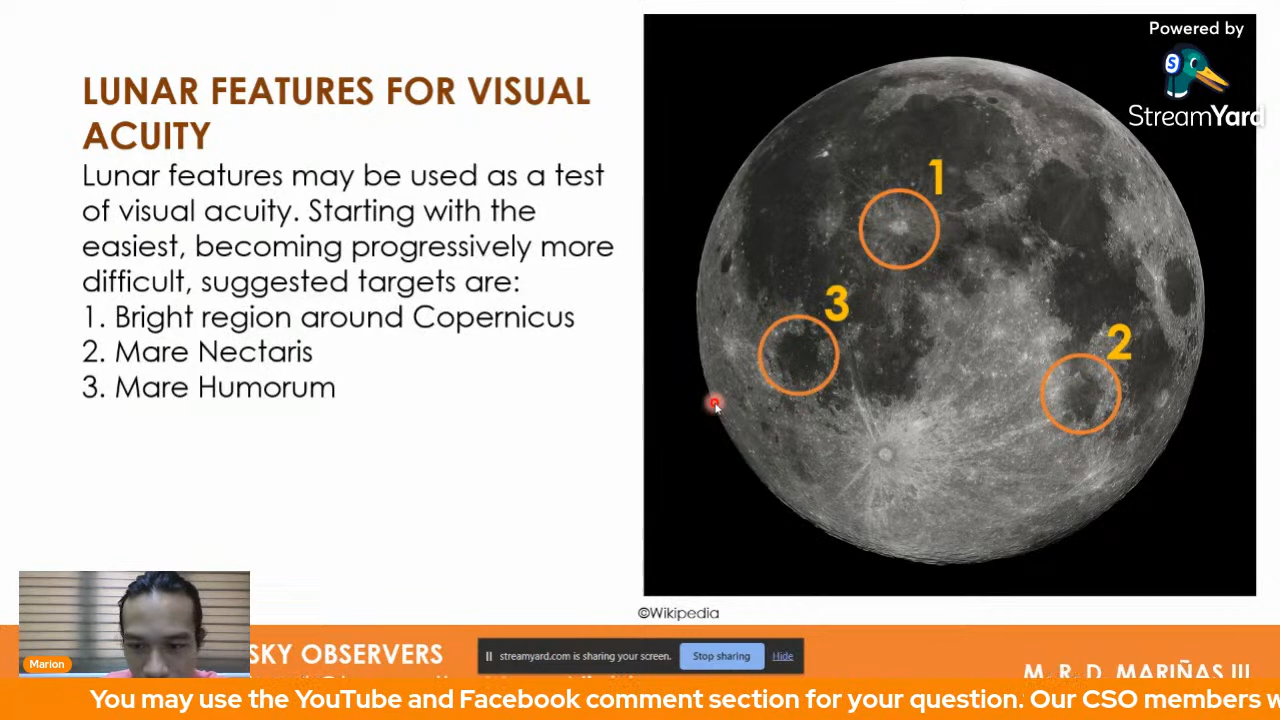 Powered by
StreamYard
LUNAR FEATURES FOR VISUAL
ACUITY
Lunar features may be used as a test
of visual acuity. Starting with the
easiest, becoming progressively more
difficult, suggested targets are:
1. Bright region around Copernicus
2. Mare Nectaris
3. Mare Humorum
1
3
2
©Wikipedia
Marion
SKY OBSERVERS
streamyard.com is sharing your screen.
Stop sharing
Hide
M. R. D. MARIÑAS III
You may use the YouTube and Facebook comment section for your question. Our CSO members